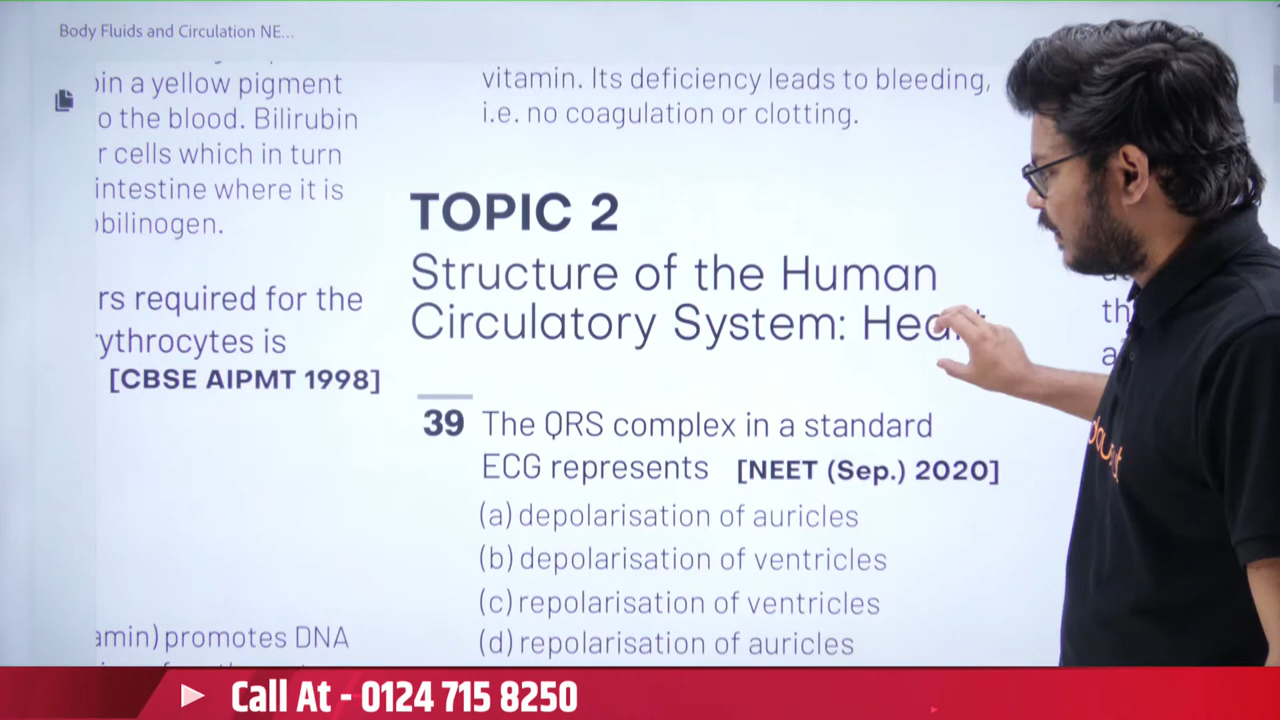 Body Fluids and Circulation NE...
in a yellow pigment
o the blood. Bilirubin
r cells which in turn
intestine where it is
bilinogen.
rs required for the
ythrocytes is
[CBSE AIPMT 1998]
amin) promotes DNA
vitamin. Its deficiency leads to bleeding,
i.e. no coagulation or clotting.
TOPIC 2
Structure of the Human
Circulatory System: Heart
39 The QRS complex in a standard
ECG represents [NEET (Sep.) 2020]
(a) depolarisation of auricles
(b) depolarisation of ventricles
(c) repolarisation of ventricles
(d) repolarisation of auricles
th
a
Call At - 0124 715 8250